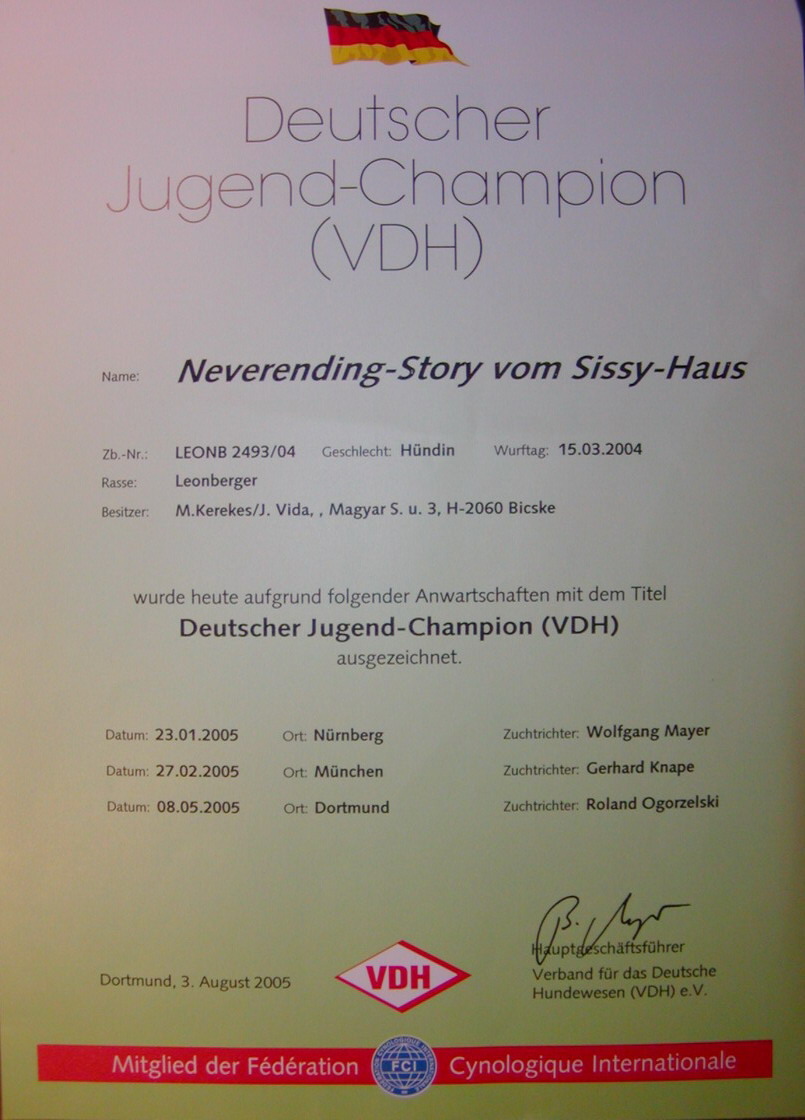 Deutscher
Jugend-Champion
(VDH)
Name: Neverending-Story vom Sissy-Haus
Zb.-Nr.: LEONB 2493/04 Geschlecht: Hündin Wurftag: 15.03.2004
Rasse: Leonberger
Besitzer: M.Kerekes/J. Vida, , Magyar S. u. 3, H-2060 Bicske
wurde heute aufgrund folgender Anwartschaften mit dem Titel
Deutscher Jugend-Champion (VDH)
ausgezeichnet.
Datum: 23.01.2005 Ort: Nürnberg Zuchtrichter: Wolfgang Mayer
Datum: 27.02.2005 Ort: München Zuchtrichter: Gerhard Knape
Datum: 08.05.2005 Ort: Dortmund Zuchtrichter: Roland Ogorzelski
Hauptgeschäftsführer
Dortmund, 3. August 2005 VDH Verband für das Deutsche
Hundewesen (VDH) e.V.
Mitglied der Fédération FCI Cynologique Internationale